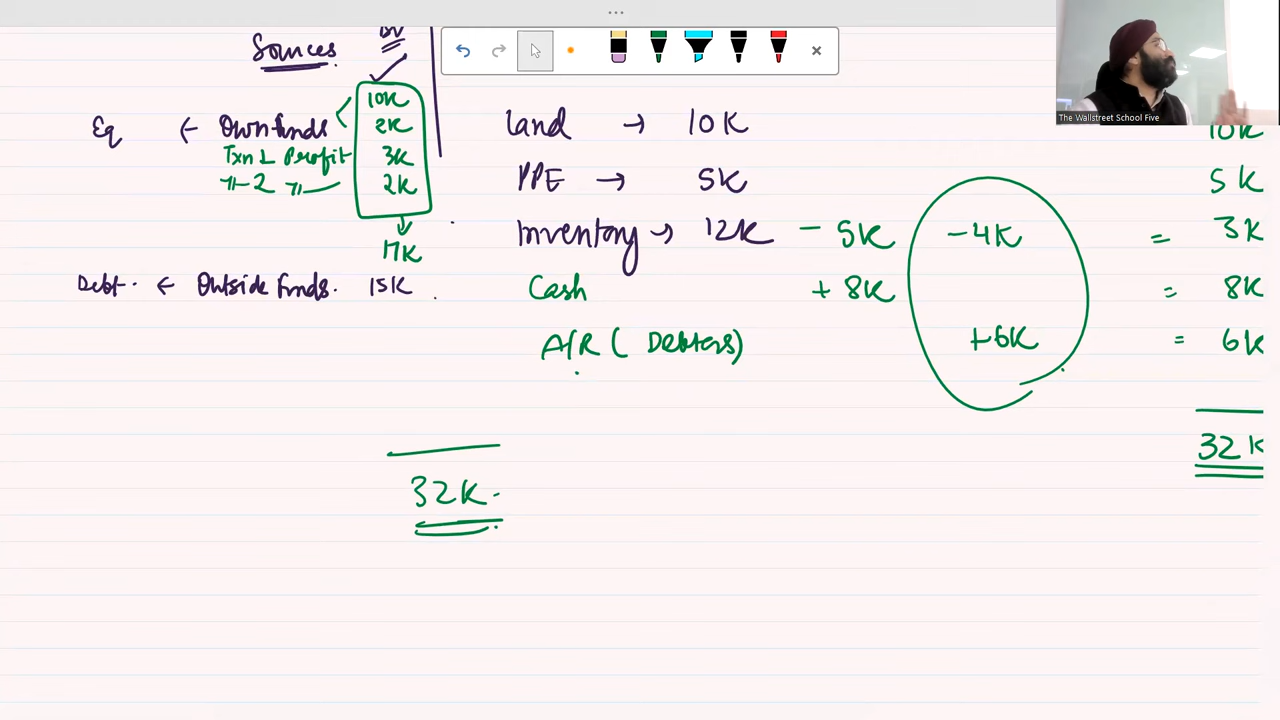 Sources
10K
Eq ← Own funds 2K
Txn 1 Profit 3K
2 2K
17K
Debt. ← Outside funds. 15K
32K
Land → 10K 10K
PPE → 5K 5K
Inventory → 12K - 5K - 4K = 3K
Cash + 8K = 8K
A/R ( Debtors) +6K = 6K
32K
The Wallstreet School Five